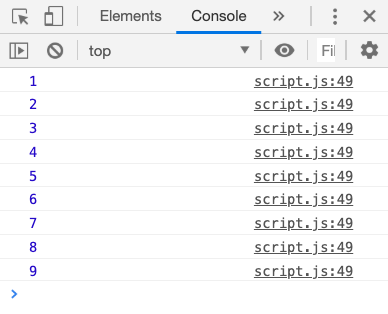 Elements Console »
top ▼ Fil
1 script.js:49
2 script.js:49
3 script.js:49
4 script.js:49
5 script.js:49
6 script.js:49
7 script.js:49
8 script.js:49
9 script.js:49
>